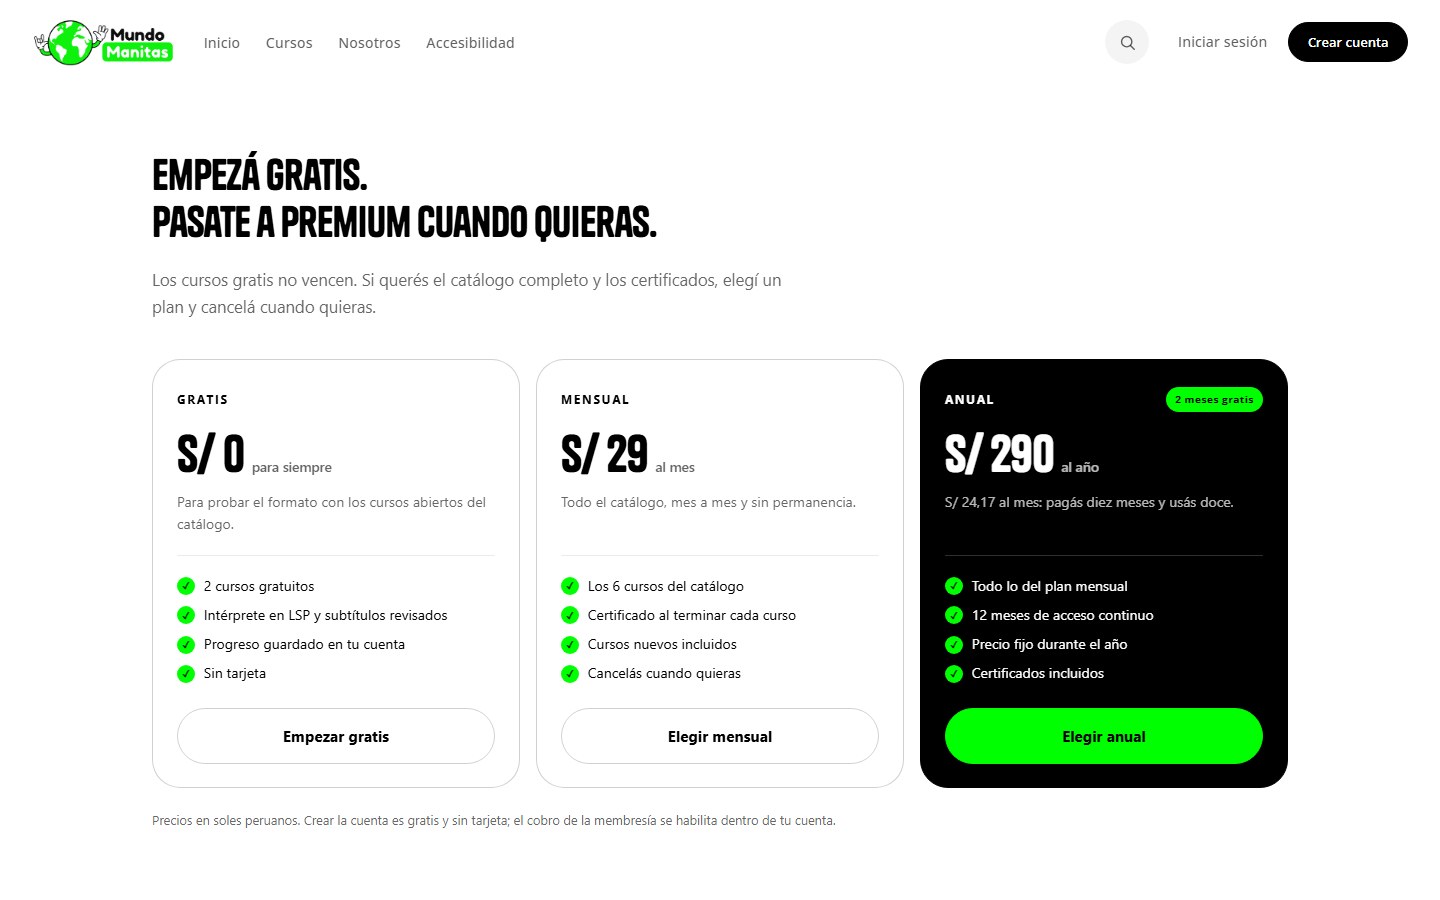 Mundo
Manitas
Inicio
Cursos
Nosotros
Accesibilidad
Iniciar sesión
Crear cuenta
EMPEZÁ GRATIS.
PASATE A PREMIUM CUANDO QUIERAS.
Los cursos gratis no vencen. Si querés el catálogo completo y los certificados, elegí un
plan y cancelá cuando quieras.
GRATIS
S/ 0 para siempre
Para probar el formato con los cursos abiertos del
catálogo.
2 cursos gratuitos
Intérprete en LSP y subtítulos revisados
Progreso guardado en tu cuenta
Sin tarjeta
Empezar gratis
MENSUAL
S/ 29 al mes
Todo el catálogo, mes a mes y sin permanencia.
Los 6 cursos del catálogo
Certificado al terminar cada curso
Cursos nuevos incluidos
Cancelás cuando quieras
Elegir mensual
ANUAL
2 meses gratis
S/ 290 al año
S/ 24,17 al mes: pagás diez meses y usás doce.
Todo lo del plan mensual
12 meses de acceso continuo
Precio fijo durante el año
Certificados incluidos
Elegir anual
Precios en soles peruanos. Crear la cuenta es gratis y sin tarjeta; el cobro de la membresía se habilita dentro de tu cuenta.